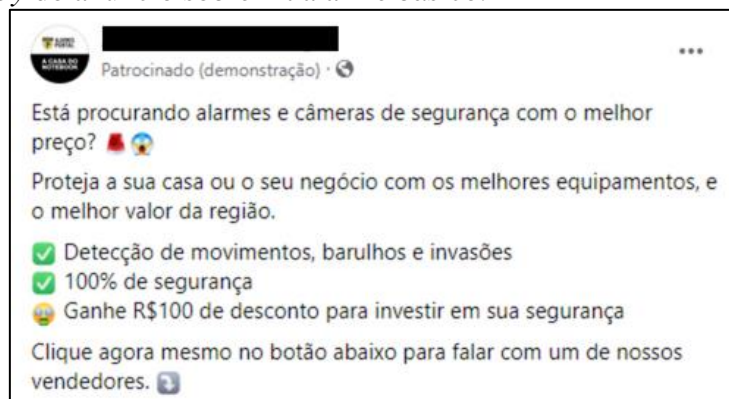 Patrocinado (demonstração) ·
Está procurando alarmes e câmeras de segurança com o melhor
preço?
Proteja a sua casa ou o seu negócio com os melhores equipamentos, e
o melhor valor da região.
Detecção de movimentos, barulhos e invasões
100% de segurança
Ganhe R$100 de desconto para investir em sua segurança
Clique agora mesmo no botão abaixo para falar com um de nossos
vendedores.